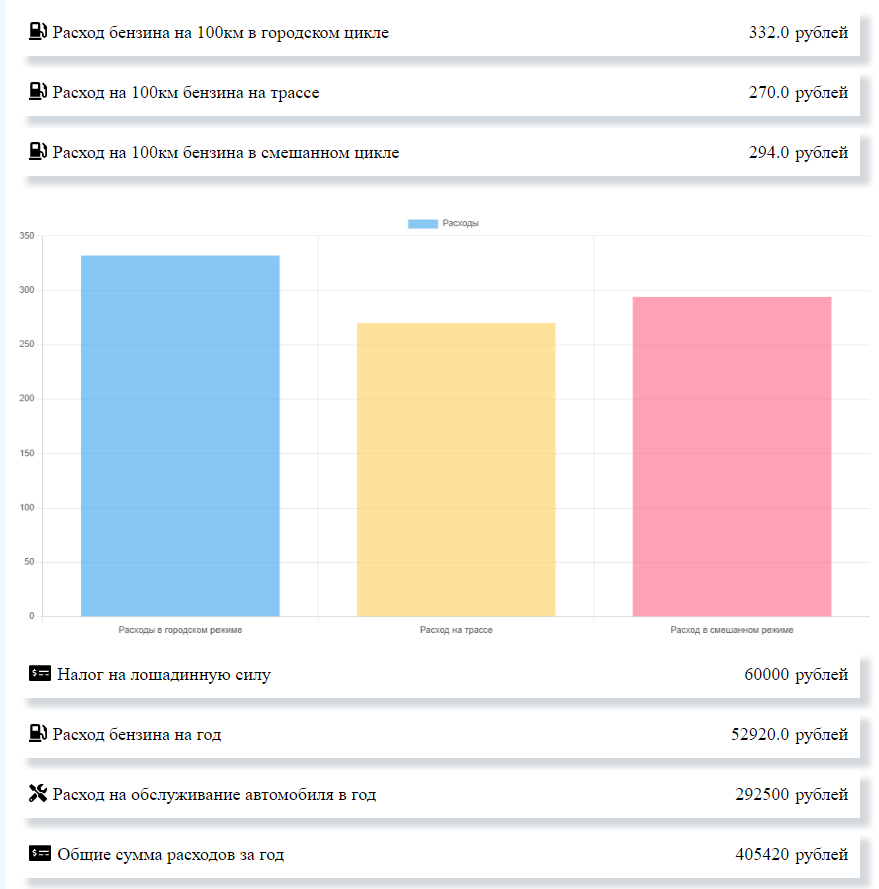 Расход бензина на 100км в городском цикле 332.0 рублей
Расход на 100км бензина на трассе 270.0 рублей
Расход на 100км бензина в смешанном цикле 294.0 рублей
Расходы
350
300
250
200
150
100
50
0
Расходы в городском режиме Расход на трассе Расход в смешанном режиме
Налог на лошадинную силу 60000 рублей
Расход бензина на год 52920.0 рублей
Расход на обслуживание автомобиля в год 292500 рублей
Общие сумма расходов за год 405420 рублей